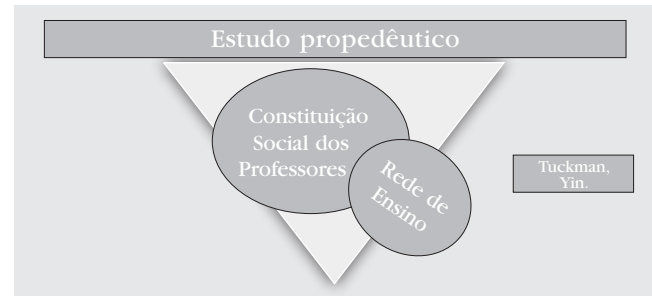 Estudo propedêutico
Constituição
Social dos
Professores
Rede de
Ensino
Tuckman,
Yin.